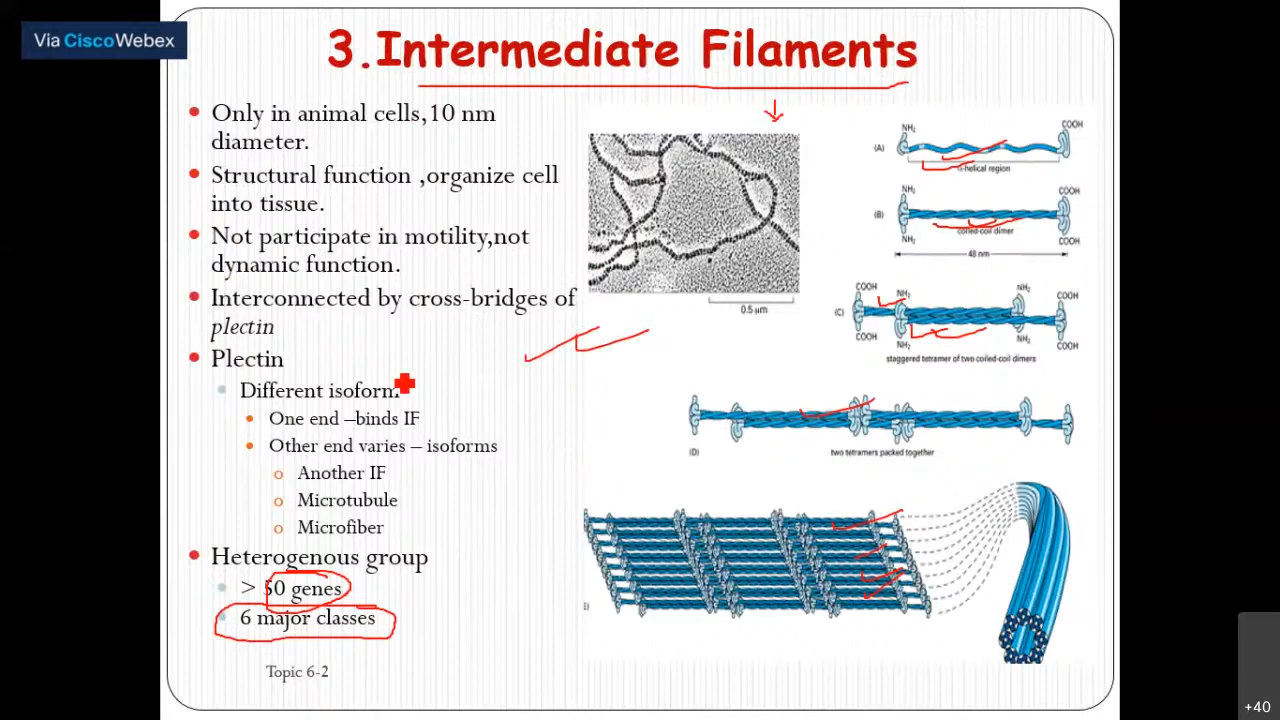 Via Cisco Webex
3.Intermediate Filaments
Only in animal cells,10 nm
diameter.
Structural function ,organize cell
into tissue.
Not participate in motility,not
dynamic function.
Interconnected by cross-bridges of
plectin
Plectin
Different isoform
One end –binds IF
Other end varies – isoforms
Another IF
Microtubule
Microfiber
Heterogenous group
> 50 genes
6 major classes
Topic 6-2
0.5 μm
NH2
COOH
(A)
α-helical region
NH2
COOH
(B)
coiled-coil dimer
NH2
COOH
48 nm
COOH
NH2
NH2
COOH
(C)
COOH
NH2
NH2
COOH
staggered tetramer of two coiled-coil dimers
(D)
two tetramers packed together
+40